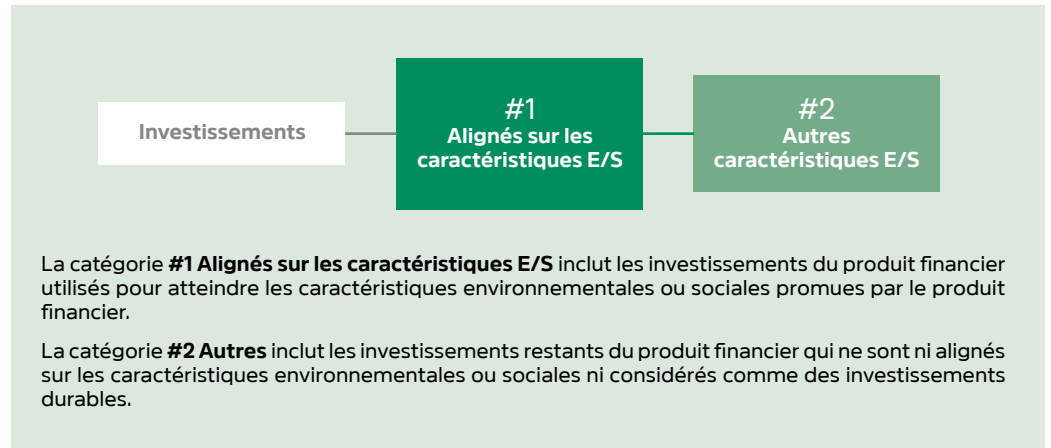 Investissements
#1
Alignés sur les
caractéristiques E/S
#2
Autres
caractéristiques E/S
La catégorie #1 Alignés sur les caractéristiques E/S inclut les investissements du produit financier
utilisés pour atteindre les caractéristiques environnementales ou sociales promues par le produit
financier.
La catégorie #2 Autres inclut les investissements restants du produit financier qui ne sont ni alignés
sur les caractéristiques environnementales ou sociales ni considérés comme des investissements
durables.